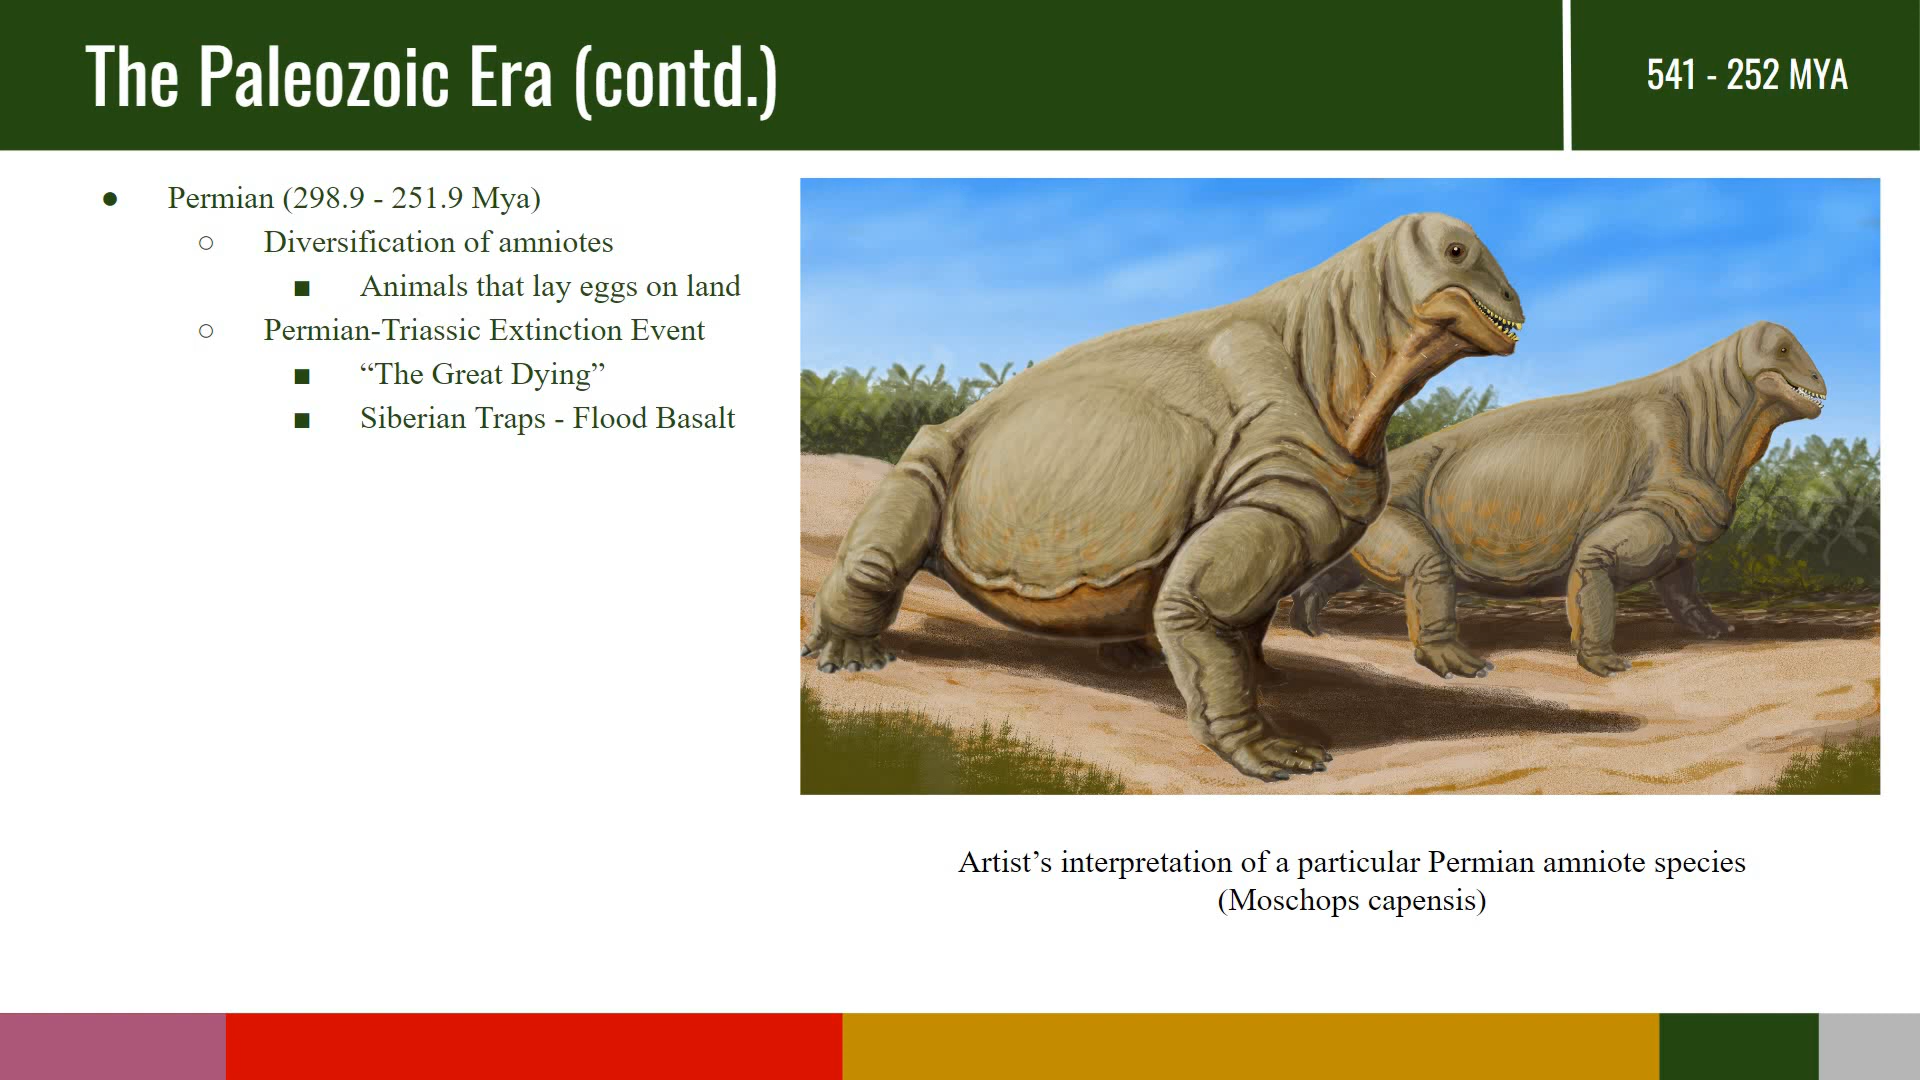 The Paleozoic Era (contd.)
541 - 252 MYA
● Permian (298.9 - 251.9 Mya)
○ Diversification of amniotes
■ Animals that lay eggs on land
○ Permian-Triassic Extinction Event
■ “The Great Dying”
■ Siberian Traps - Flood Basalt
Artist’s interpretation of a particular Permian amniote species
(Moschops capensis)